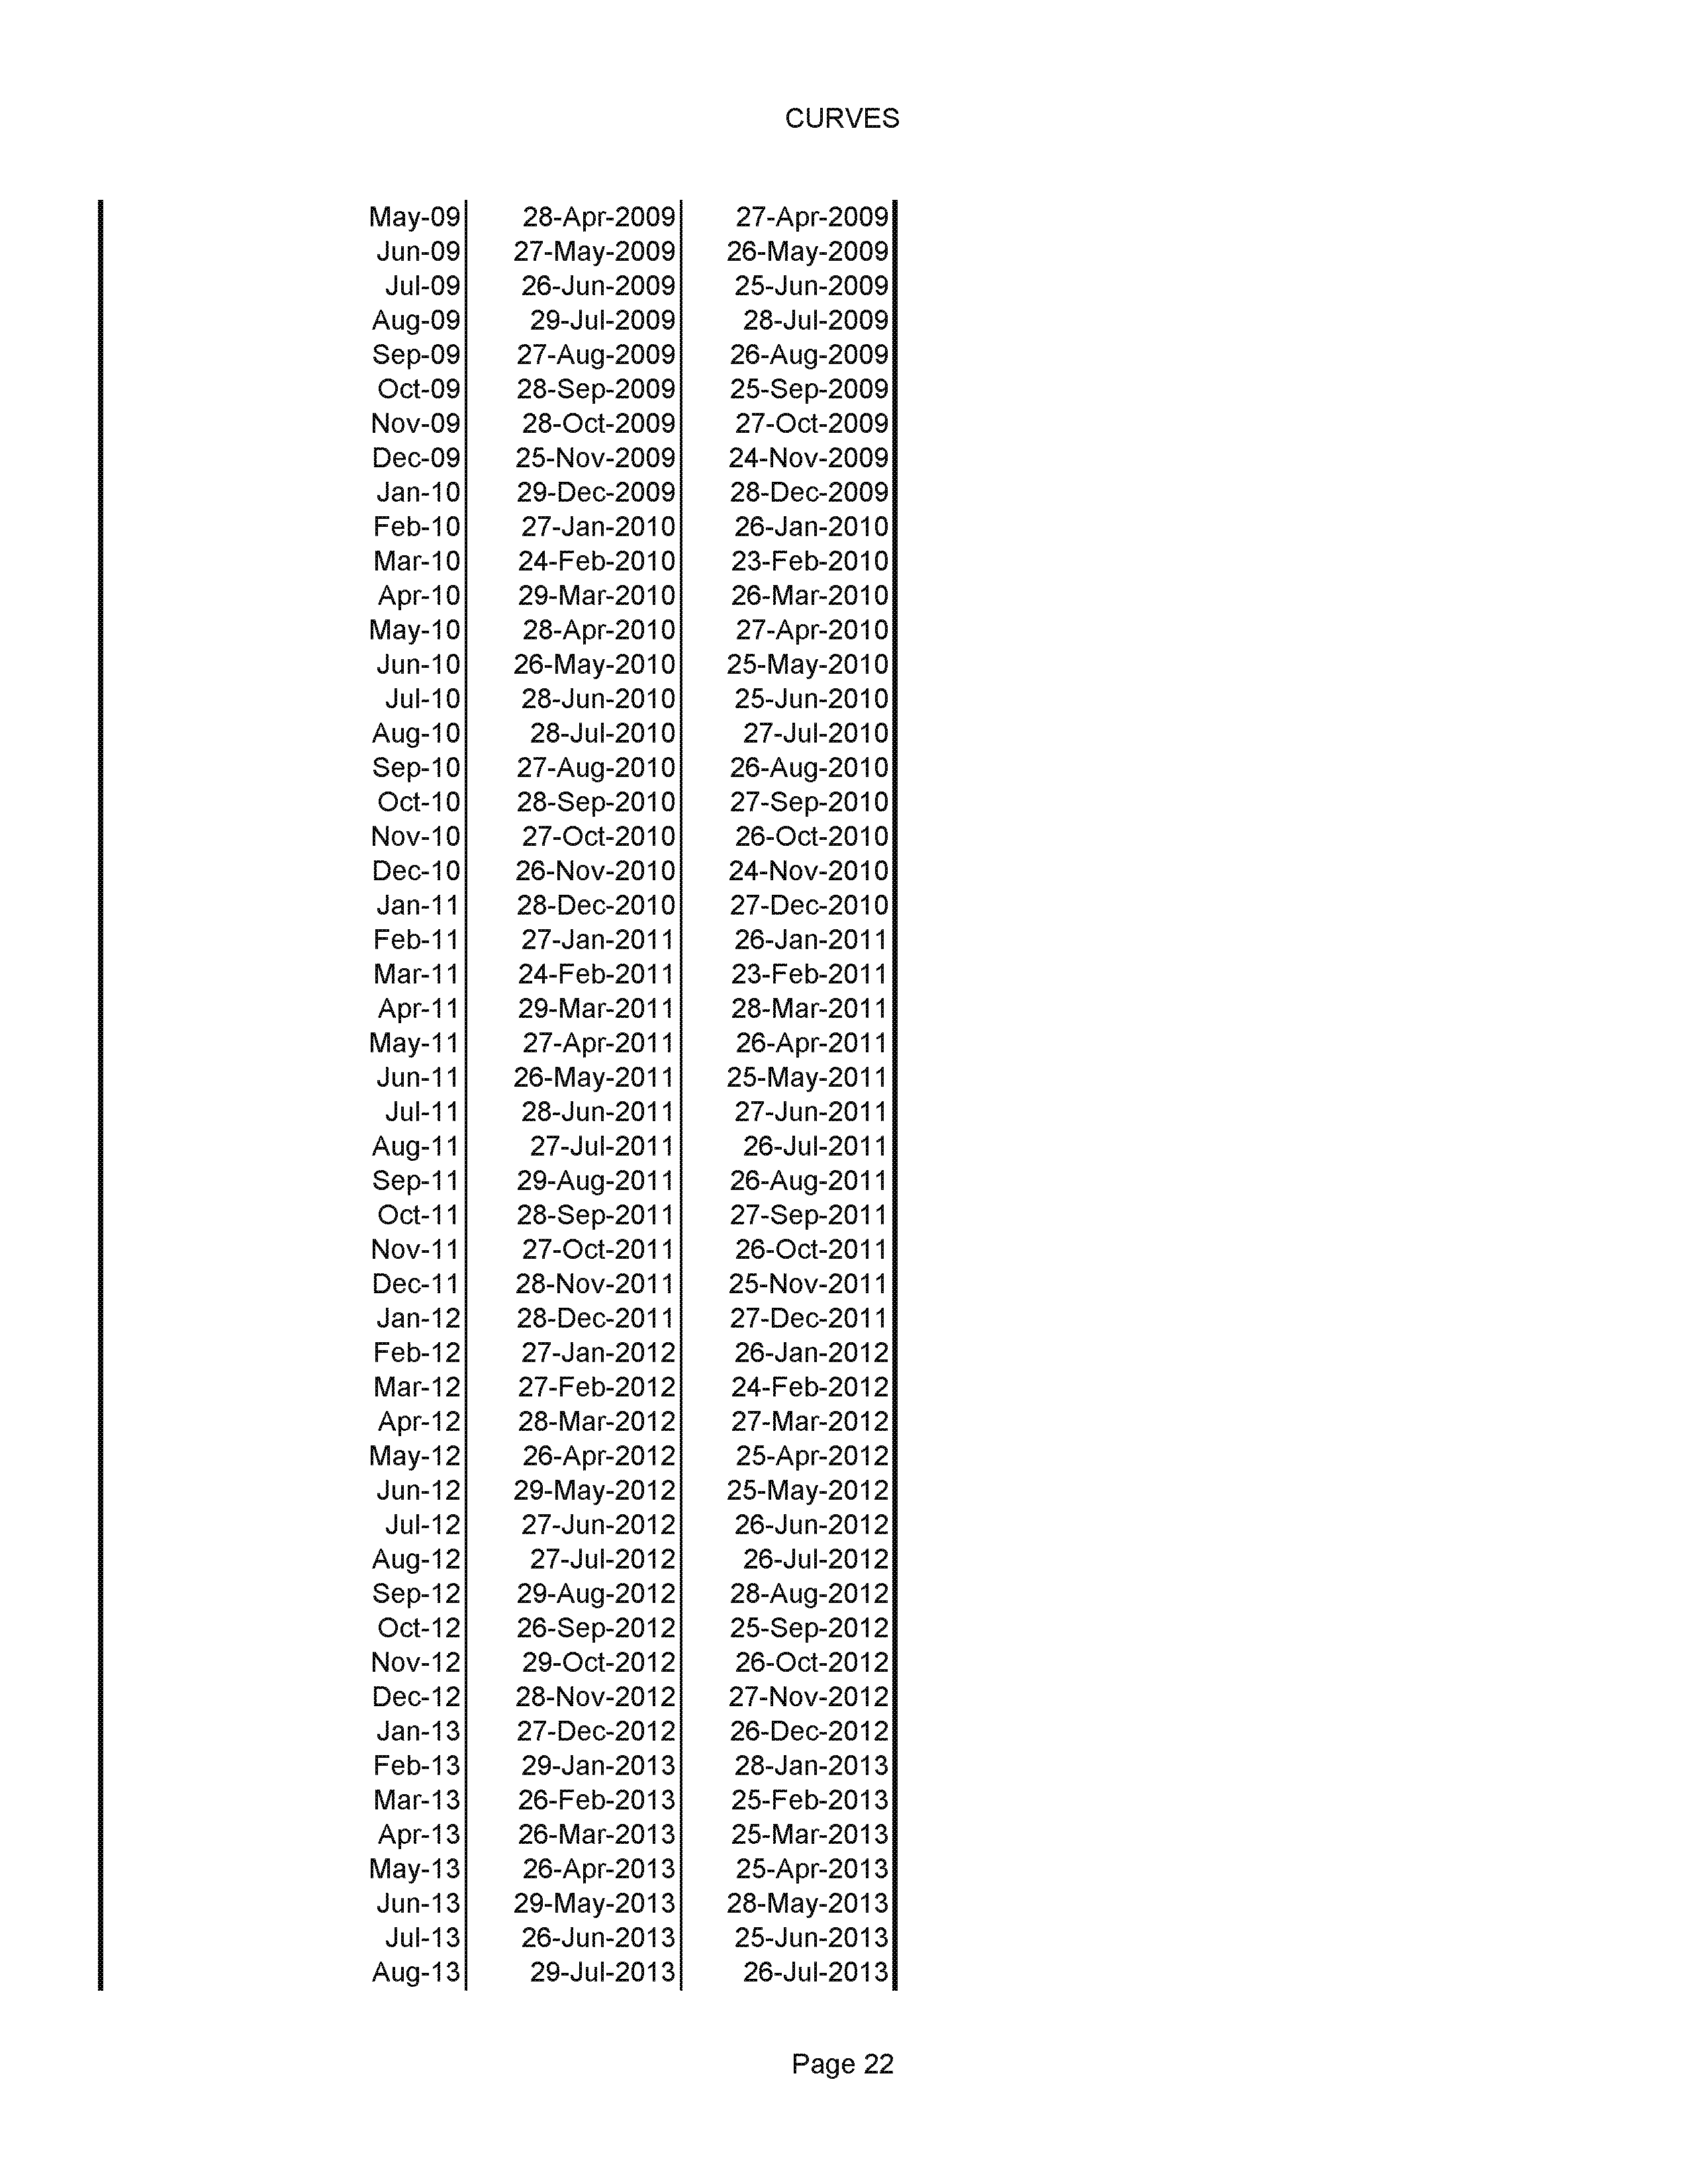 CURVES
May-09 28-Apr-2009 27-Apr-2009
Jun-09 27-May-2009 26-May-2009
Jul-09 26-Jun-2009 25-Jun-2009
Aug-09 29-Jul-2009 28-Jul-2009
Sep-09 27-Aug-2009 26-Aug-2009
Oct-09 28-Sep-2009 25-Sep-2009
Nov-09 28-Oct-2009 27-Oct-2009
Dec-09 25-Nov-2009 24-Nov-2009
Jan-10 29-Dec-2009 28-Dec-2009
Feb-10 27-Jan-2010 26-Jan-2010
Mar-10 24-Feb-2010 23-Feb-2010
Apr-10 29-Mar-2010 26-Mar-2010
May-10 28-Apr-2010 27-Apr-2010
Jun-10 26-May-2010 25-May-2010
Jul-10 28-Jun-2010 25-Jun-2010
Aug-10 28-Jul-2010 27-Jul-2010
Sep-10 27-Aug-2010 26-Aug-2010
Oct-10 28-Sep-2010 27-Sep-2010
Nov-10 27-Oct-2010 26-Oct-2010
Dec-10 26-Nov-2010 24-Nov-2010
Jan-11 28-Dec-2010 27-Dec-2010
Feb-11 27-Jan-2011 26-Jan-2011
Mar-11 24-Feb-2011 23-Feb-2011
Apr-11 29-Mar-2011 28-Mar-2011
May-11 27-Apr-2011 26-Apr-2011
Jun-11 26-May-2011 25-May-2011
Jul-11 28-Jun-2011 27-Jun-2011
Aug-11 27-Jul-2011 26-Jul-2011
Sep-11 29-Aug-2011 26-Aug-2011
Oct-11 28-Sep-2011 27-Sep-2011
Nov-11 27-Oct-2011 26-Oct-2011
Dec-11 28-Nov-2011 25-Nov-2011
Jan-12 28-Dec-2011 27-Dec-2011
Feb-12 27-Jan-2012 26-Jan-2012
Mar-12 27-Feb-2012 24-Feb-2012
Apr-12 28-Mar-2012 27-Mar-2012
May-12 26-Apr-2012 25-Apr-2012
Jun-12 29-May-2012 25-May-2012
Jul-12 27-Jun-2012 26-Jun-2012
Aug-12 27-Jul-2012 26-Jul-2012
Sep-12 29-Aug-2012 28-Aug-2012
Oct-12 26-Sep-2012 25-Sep-2012
Nov-12 29-Oct-2012 26-Oct-2012
Dec-12 28-Nov-2012 27-Nov-2012
Jan-13 27-Dec-2012 26-Dec-2012
Feb-13 29-Jan-2013 28-Jan-2013
Mar-13 26-Feb-2013 25-Feb-2013
Apr-13 26-Mar-2013 25-Mar-2013
May-13 26-Apr-2013 25-Apr-2013
Jun-13 29-May-2013 28-May-2013
Jul-13 26-Jun-2013 25-Jun-2013
Aug-13 29-Jul-2013 26-Jul-2013
Page 22